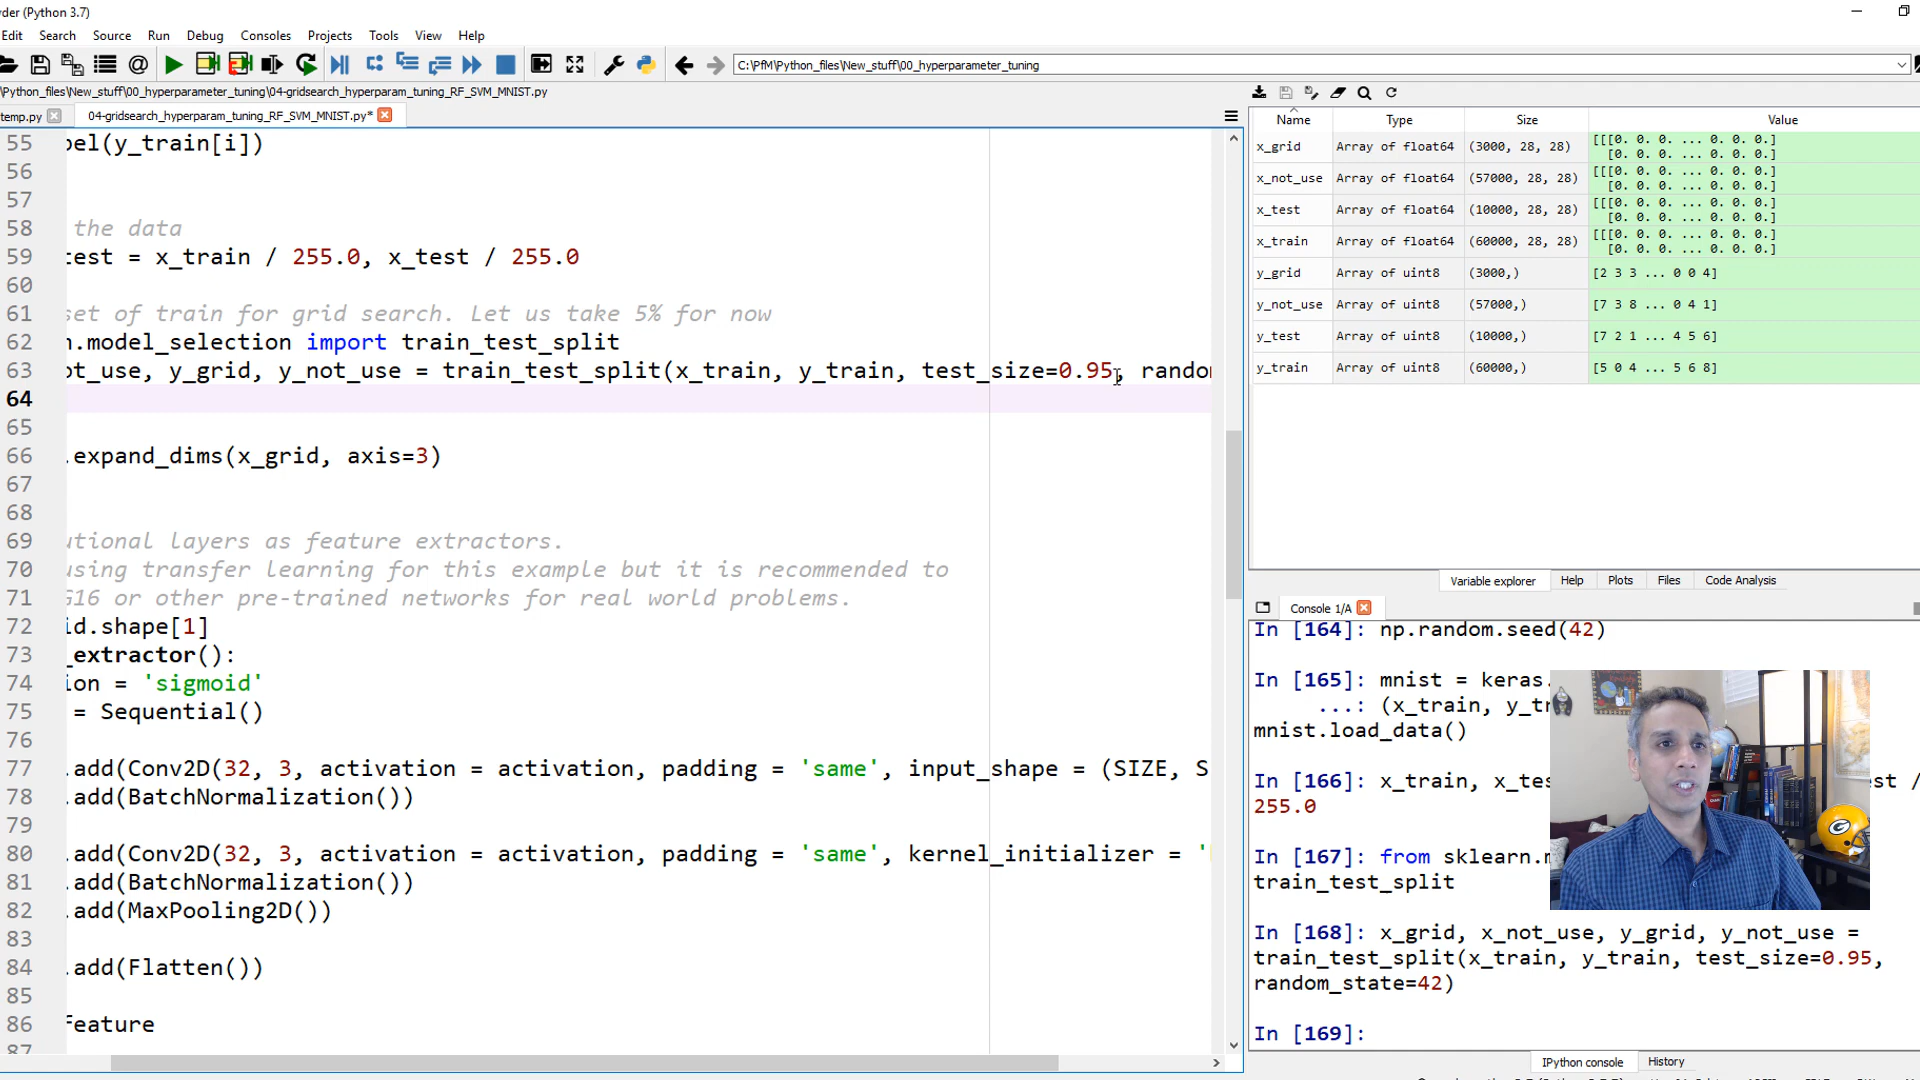 yder (Python 3.7)
Edit Search Source Run Debug Consoles Projects Tools View Help
C:\PfM\Python_files\New_stuff\00_hyperparameter_tuning
\Python_files\New_stuff\00_hyperparameter_tuning\04-gridsearch_hyperparam_tuning_RF_SVM_MNIST.py
temp.py 04-gridsearch_hyperparam_tuning_RF_SVM_MNIST.py*
55 bel(y_train[i])
56
57
58 the data
59 test = x_train / 255.0, x_test / 255.0
60
61 set of train for grid search. Let us take 5% for now
62 n.model_selection import train_test_split
63 ot_use, y_grid, y_not_use = train_test_split(x_train, y_train, test_size=0.95, rando
64
65
66 .expand_dims(x_grid, axis=3)
67
68
69 utional layers as feature extractors.
70 using transfer learning for this example but it is recommended to
71 G16 or other pre-trained networks for real world problems.
72 id.shape[1]
73 _extractor():
74 ion = 'sigmoid'
75 = Sequential()
76
77 .add(Conv2D(32, 3, activation = activation, padding = 'same', input_shape = (SIZE, S
78 .add(BatchNormalization())
79
80 .add(Conv2D(32, 3, activation = activation, padding = 'same', kernel_initializer = '
81 .add(BatchNormalization())
82 .add(MaxPooling2D())
83
84 .add(Flatten())
85
86 feature
87
Name Type Size Value
x_grid Array of float64 (3000, 28, 28) [[[0. 0. 0. ... 0. 0. 0.]
[0. 0. 0. ... 0. 0. 0.]
x_not_use Array of float64 (57000, 28, 28) [[[0. 0. 0. ... 0. 0. 0.]
[0. 0. 0. ... 0. 0. 0.]
x_test Array of float64 (10000, 28, 28) [[[0. 0. 0. ... 0. 0. 0.]
[0. 0. 0. ... 0. 0. 0.]
x_train Array of float64 (60000, 28, 28) [[[0. 0. 0. ... 0. 0. 0.]
[0. 0. 0. ... 0. 0. 0.]
y_grid Array of uint8 (3000,) [2 3 3 ... 0 0 4]
y_not_use Array of uint8 (57000,) [7 3 8 ... 0 4 1]
y_test Array of uint8 (10000,) [7 2 1 ... 4 5 6]
y_train Array of uint8 (60000,) [5 0 4 ... 5 6 8]
Variable explorer Help Plots Files Code Analysis
Console 1/A
In [164]: np.random.seed(42)
In [165]: mnist = keras.
...: (x_train, y_tr
mnist.load_data()
In [166]: x_train, x_tes est /
255.0
In [167]: from sklearn.m
train_test_split
In [168]: x_grid, x_not_use, y_grid, y_not_use =
train_test_split(x_train, y_train, test_size=0.95,
random_state=42)
In [169]:
IPython console History